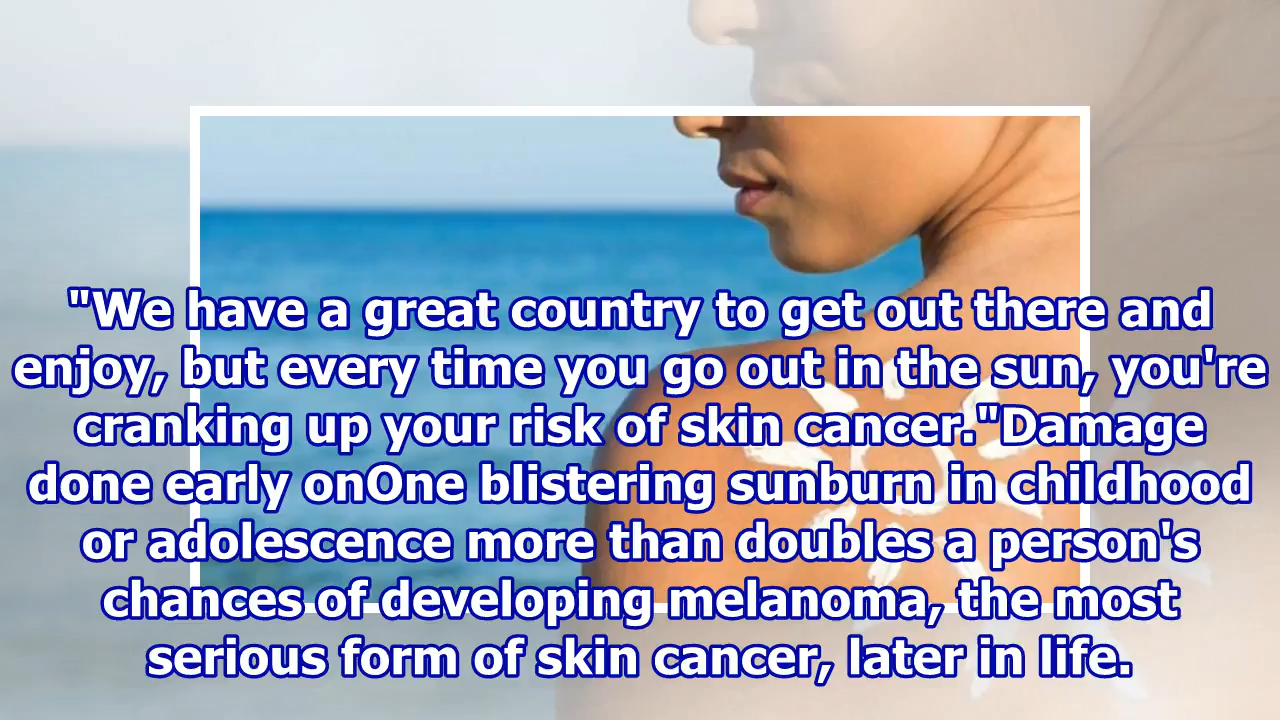 "We have a great country to get out there and
enjoy, but every time you go out in the sun, you're
cranking up your risk of skin cancer."Damage
done early onOne blistering sunburn in childhood
or adolescence more than doubles a person's
chances of developing melanoma, the most
serious form of skin cancer, later in life.